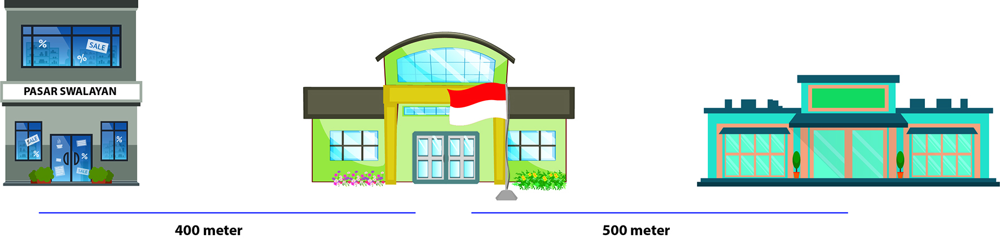 %
SALE
%
PASAR SWALAYAN
SALE
%
%
%
SALE
400 meter
500 meter